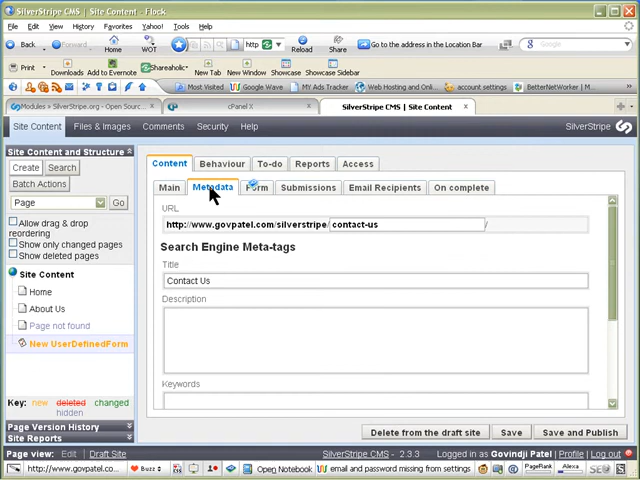 SilverStripe CMS | Site Content - Flock
File Edit View History Favorites Yahoo! Tools Help
Back Forward Home WOT http Reload Share Go to the address in the Location Bar Google
Print Downloads Add to Evernote Shareaholic New Tab New Window Showcase Showcase Sidebar
Most Visited Google MY Ads Tracker Web Hosting and Onli... account settings BetterNetWorker
Modules » SilverStripe.org - Open Sourc... cPanel X SilverStripe CMS | Site Content
Site Content Files & Images Comments Security Help SilverStripe
Site Content and Structure
Create Search
Batch Actions
Page Go
Allow drag & drop
reordering
Show only changed pages
Show deleted pages
Site Content
Home
About Us
Page not found
New UserDefinedForm
Key: new deleted changed
hidden
Page Version History
Site Reports
Content Behaviour To-do Reports Access
Main Metadata Form Submissions Email Recipients On complete
URL
http://www.govpatel.com/silverstripe/ contact-us /
Search Engine Meta-tags
Title
Contact Us
Description
Keywords
Delete from the draft site Save Save and Publish
Page view: Edit Draft Site SilverStripe CMS - 2.3.3 Logged in as Govindji Patel | Profile | Log out
http://www.govpatel.c... Buzz Open Notebook email and password missing from settings PageRank Alexa